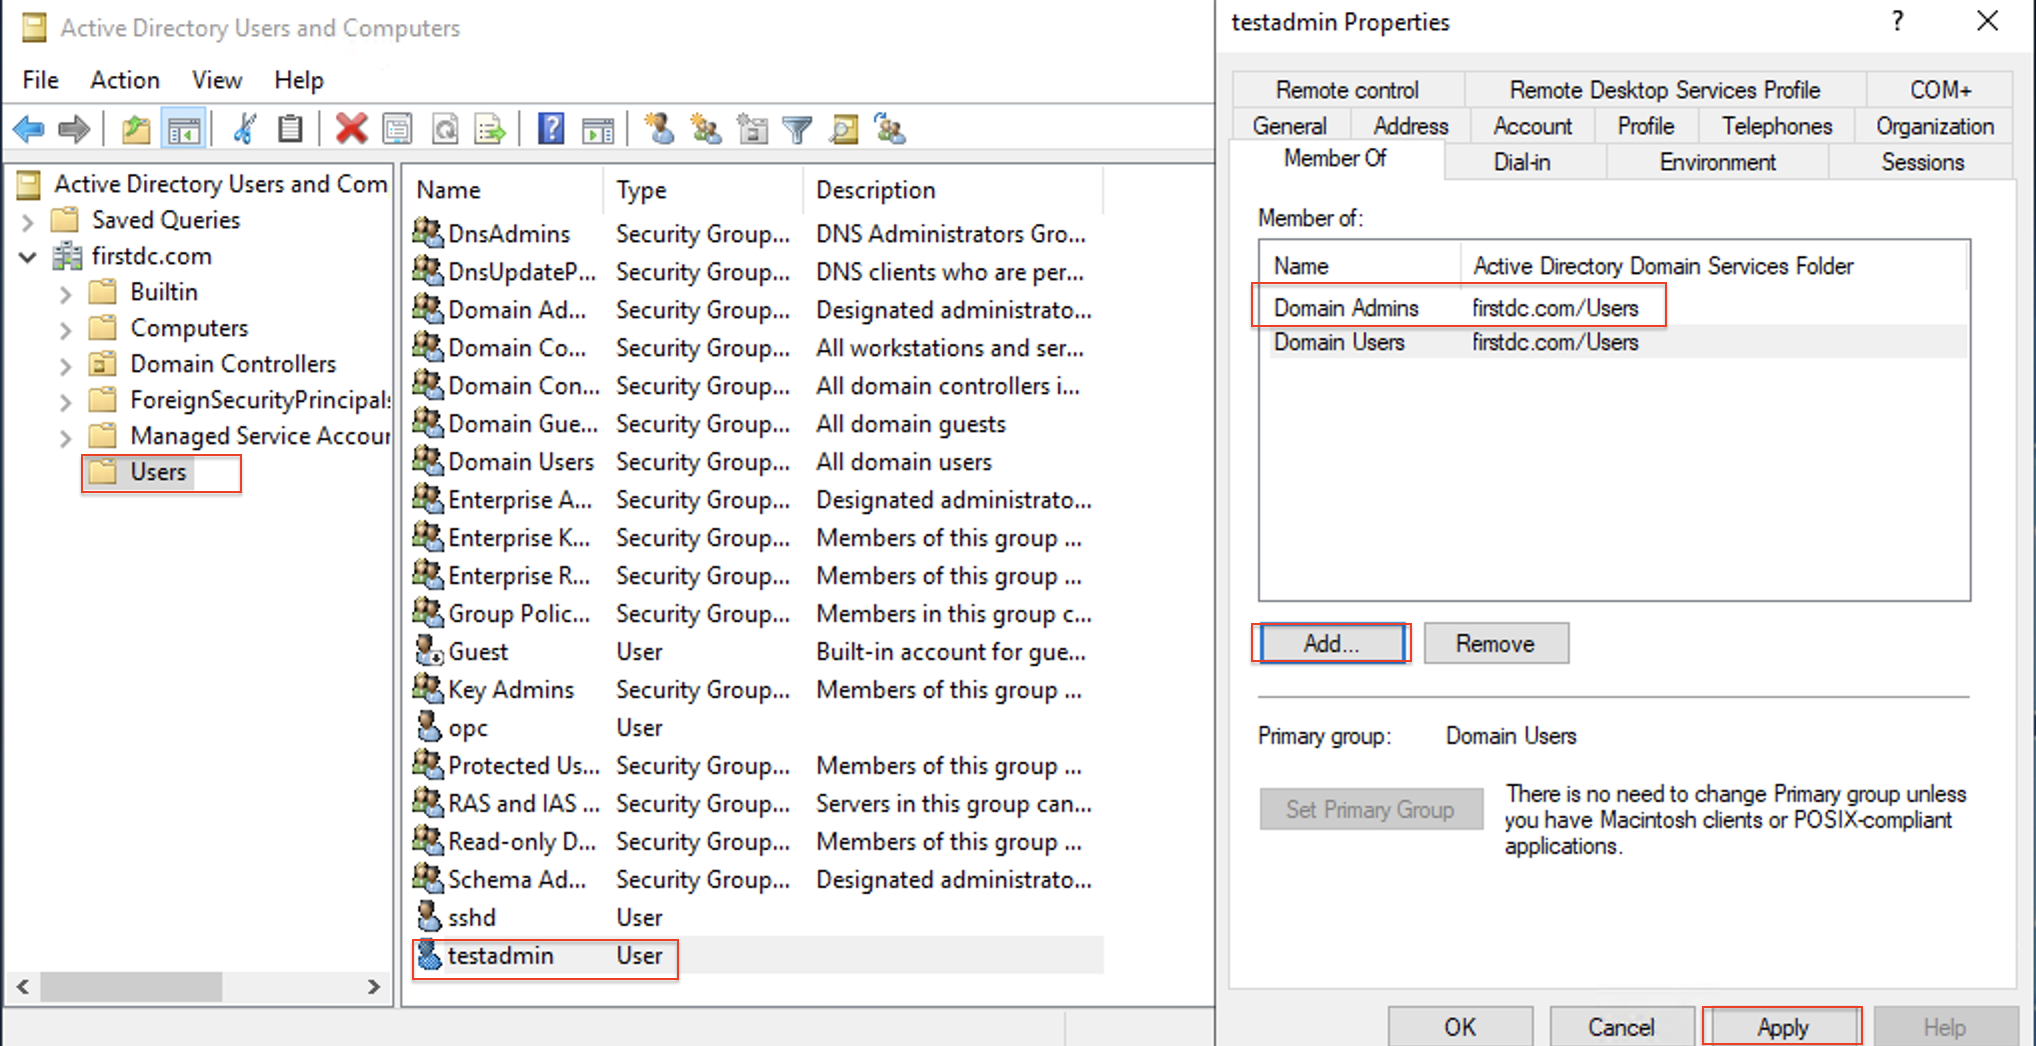 Active Directory Users and Computers
File Action View Help
Active Directory Users and Com
Saved Queries
firstdc.com
Builtin
Computers
Domain Controllers
ForeignSecurityPrincipals
Managed Service Accour
Users
Name Type Description
DnsAdmins Security Group... DNS Administrators Gro...
DnsUpdateP... Security Group... DNS clients who are per...
Domain Ad... Security Group... Designated administrato...
Domain Co... Security Group... All workstations and ser...
Domain Con... Security Group... All domain controllers i...
Domain Gue... Security Group... All domain guests
Domain Users Security Group... All domain users
Enterprise A... Security Group... Designated administrato...
Enterprise K... Security Group... Members of this group ...
Enterprise R... Security Group... Members of this group ...
Group Polic... Security Group... Members in this group c...
Guest User Built-in account for gue...
Key Admins Security Group... Members of this group ...
opc User
Protected Us... Security Group... Members of this group ...
RAS and IAS ... Security Group... Servers in this group can...
Read-only D... Security Group... Members of this group ...
Schema Ad... Security Group... Designated administrato...
sshd User
testadmin User
testadmin Properties ?
Remote control Remote Desktop Services Profile COM+
General Address Account Profile Telephones Organization
Member Of Dial-in Environment Sessions
Member of:
Name Active Directory Domain Services Folder
Domain Admins firstdc.com/Users
Domain Users firstdc.com/Users
Add... Remove
Primary group: Domain Users
Set Primary Group
There is no need to change Primary group unless
you have Macintosh clients or POSIX-compliant
applications.
OK Cancel Apply Help